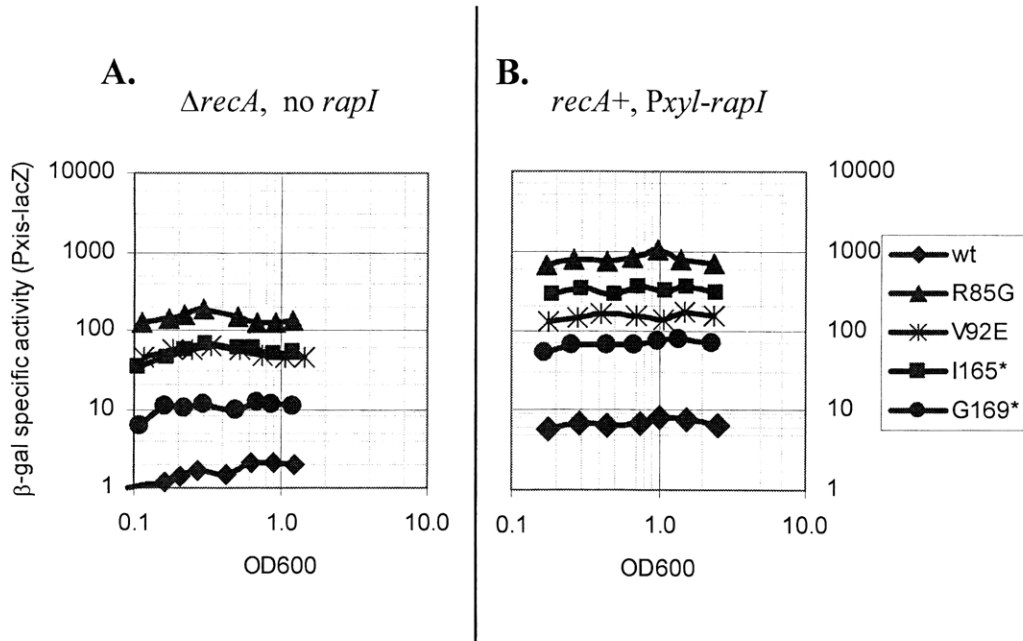 A.
ΔrecA, no rapI
β-gal specific activity (Pxis-lacZ)
10000
1000
100
10
1
0.1
1.0
10.0
OD600
B.
recA+, Pxyl-rapI
10000
1000
100
10
1
0.1
1.0
10.0
OD600
wt
R85G
V92E
I165*
G169*